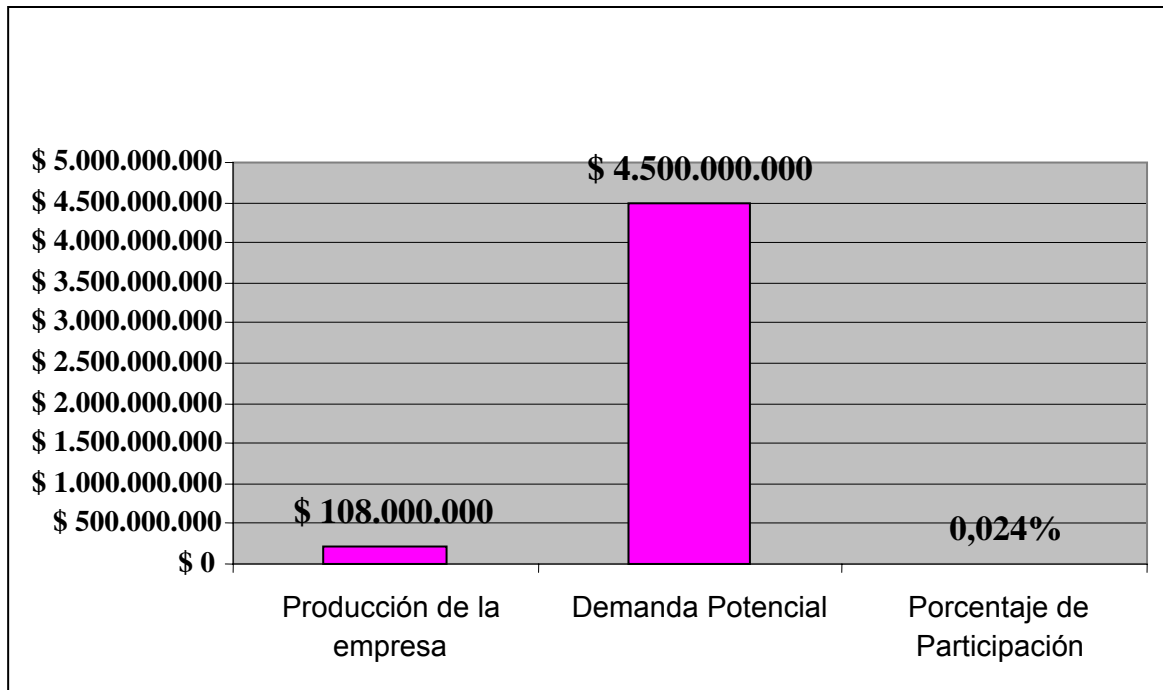 $ 5.000.000.000
$ 4.500.000.000
$ 4.000.000.000
$ 3.500.000.000
$ 3.000.000.000
$ 2.500.000.000
$ 2.000.000.000
$ 1.500.000.000
$ 1.000.000.000
$ 500.000.000
$ 0
$ 108.000.000
$ 4.500.000.000
0,024%
Producción de la
empresa
Demanda Potencial
Porcentaje de
Participación